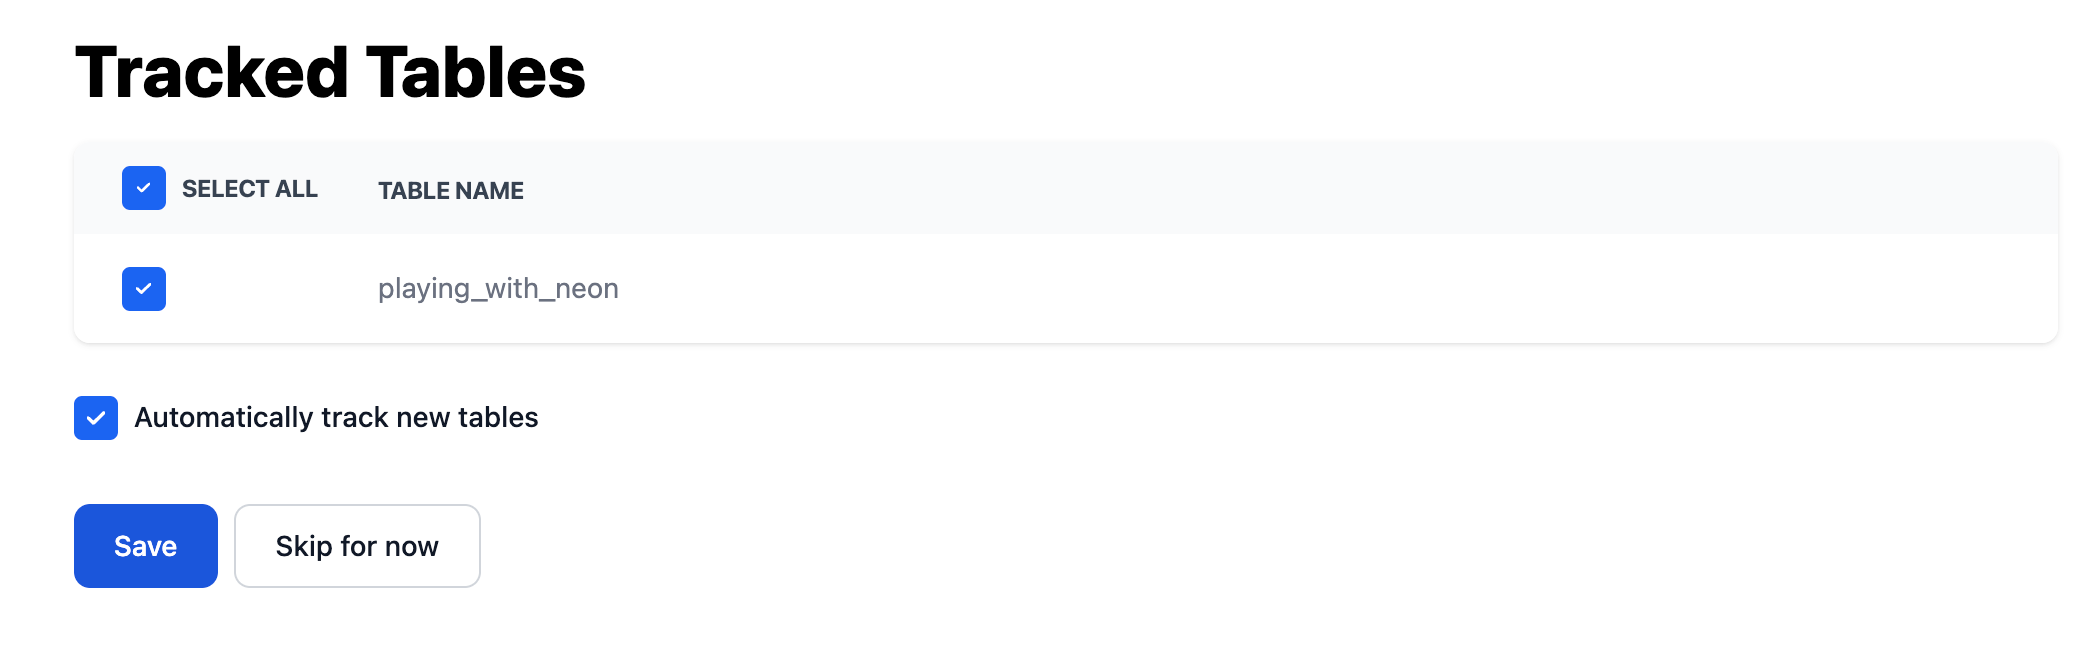 Tracked Tables
SELECT ALL TABLE NAME
playing_with_neon
Automatically track new tables
Save Skip for now